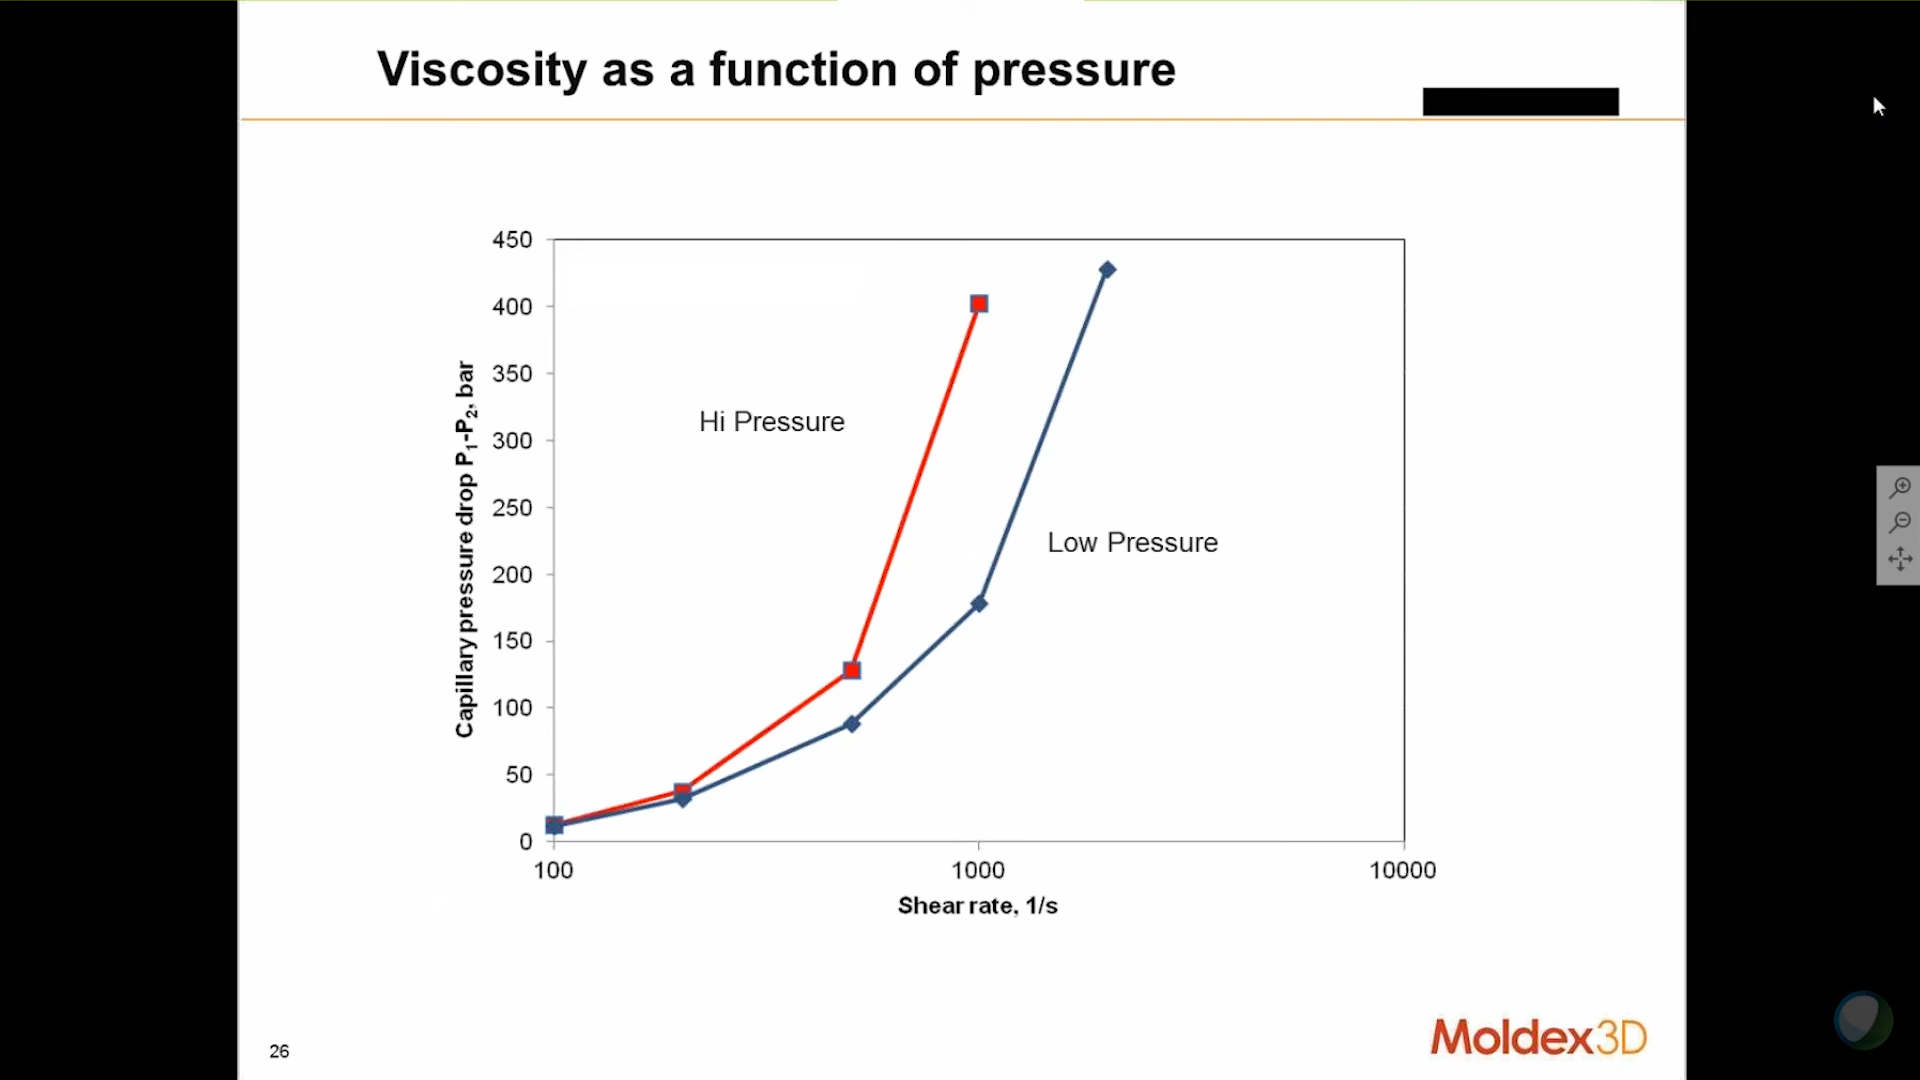 Viscosity as a function of pressure
450
400
350
300
250
200
150
100
50
0
Capillary pressure drop P₁-P₂, bar
Hi Pressure
Low Pressure
100 1000 10000
Shear rate, 1/s
26
Moldex3D